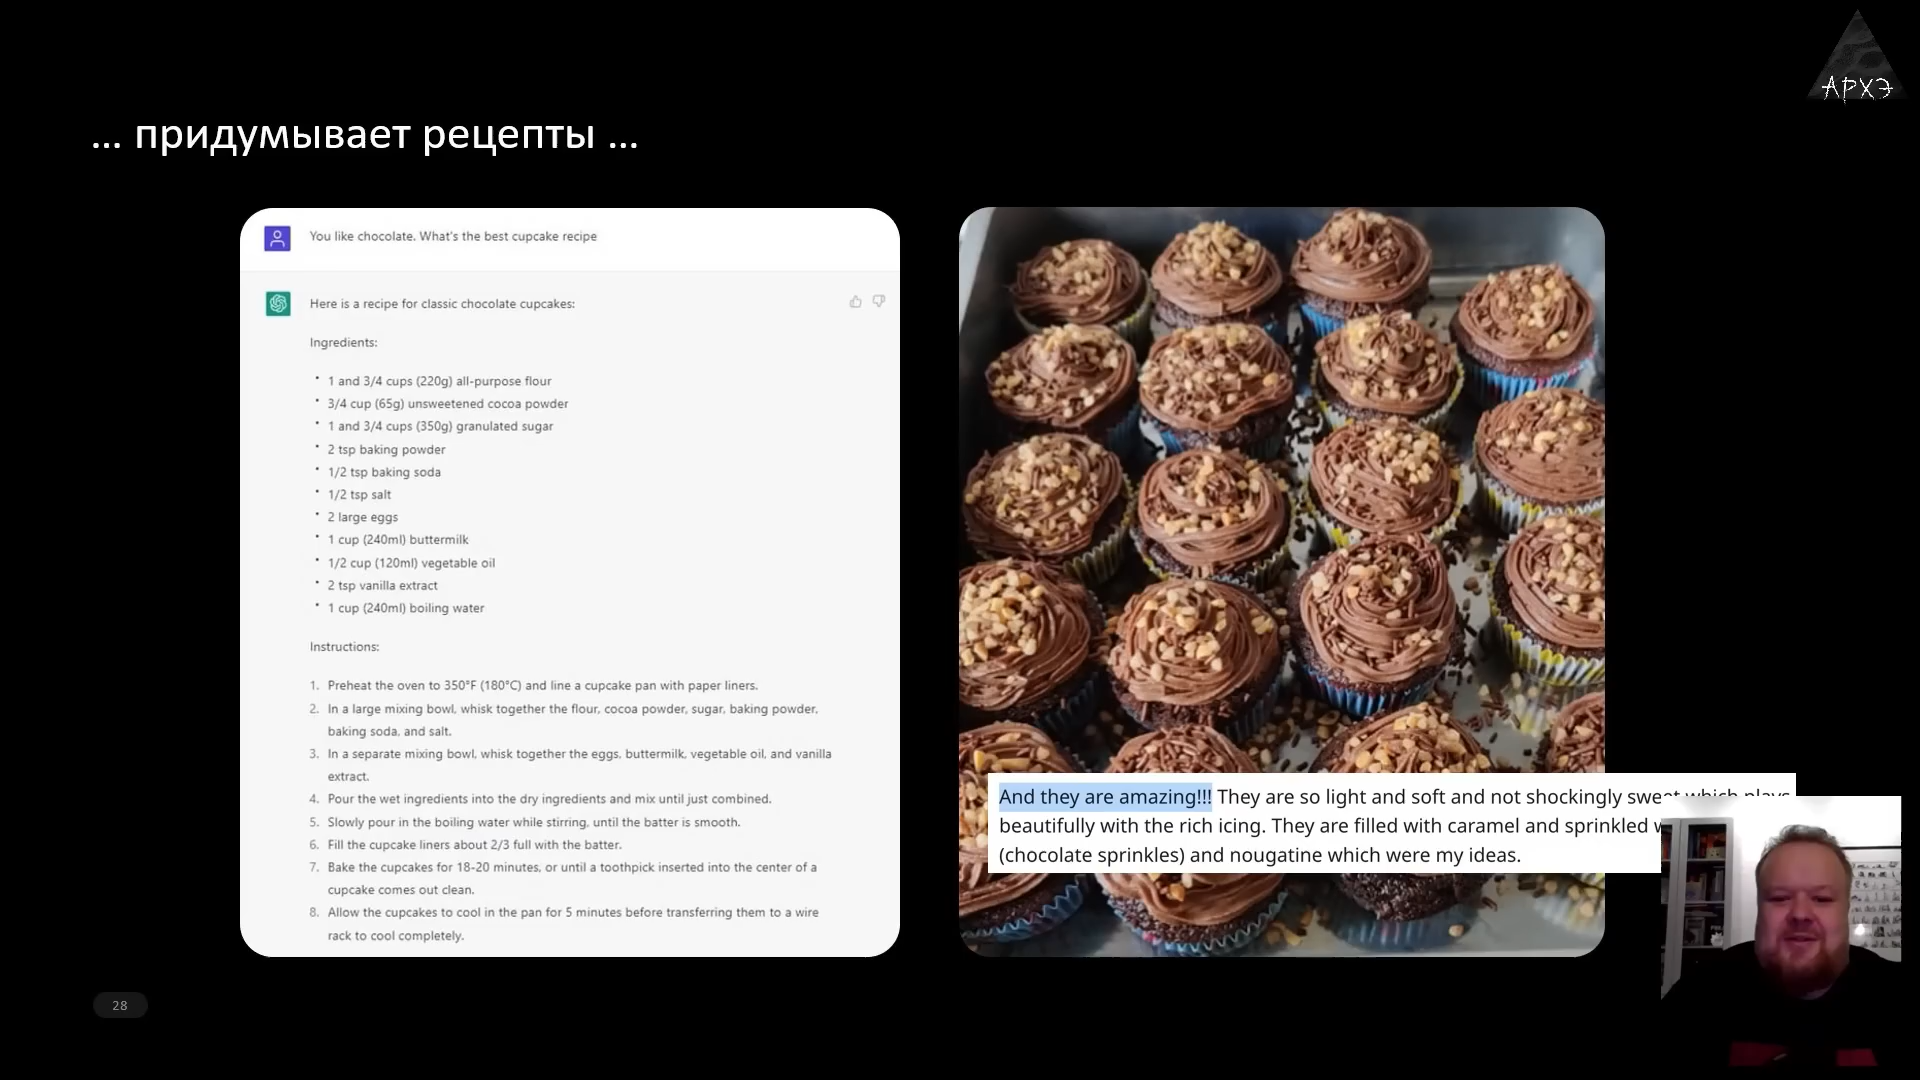 АРХЭ
... придумывает рецепты ...
You like chocolate. What's the best cupcake recipe
Here is a recipe for classic chocolate cupcakes:
Ingredients:
• 1 and 3/4 cups (220g) all-purpose flour
• 3/4 cup (65g) unsweetened cocoa powder
• 1 and 3/4 cups (350g) granulated sugar
• 2 tsp baking powder
• 1/2 tsp baking soda
• 1/2 tsp salt
• 2 large eggs
• 1 cup (240ml) buttermilk
• 1/2 cup (120ml) vegetable oil
• 2 tsp vanilla extract
• 1 cup (240ml) boiling water
Instructions:
1. Preheat the oven to 350°F (180°C) and line a cupcake pan with paper liners.
2. In a large mixing bowl, whisk together the flour, cocoa powder, sugar, baking powder,
baking soda, and salt.
3. In a separate mixing bowl, whisk together the eggs, buttermilk, vegetable oil, and vanilla
extract.
4. Pour the wet ingredients into the dry ingredients and mix until just combined.
5. Slowly pour in the boiling water while stirring, until the batter is smooth.
6. Fill the cupcake liners about 2/3 full with the batter.
7. Bake the cupcakes for 18-20 minutes, or until a toothpick inserted into the center of a
cupcake comes out clean.
8. Allow the cupcakes to cool in the pan for 5 minutes before transferring them to a wire
rack to cool completely.
And they are amazing!!! They are so light and soft and not shockingly sweet which plays
beautifully with the rich icing. They are filled with caramel and sprinkled
(chocolate sprinkles) and nougatine which were my ideas.
28